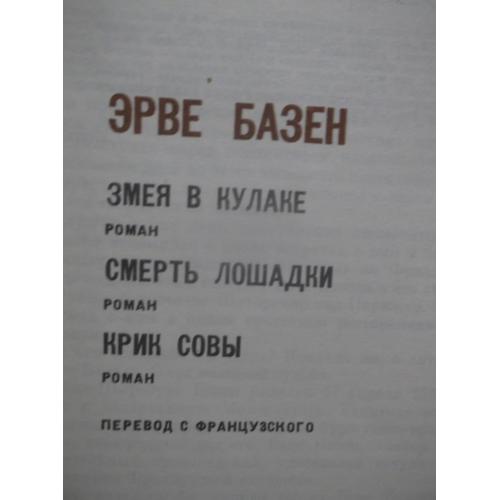 ЭРВЕ БАЗЕН
ЗМЕЯ В КУЛАКЕ
РОМАН
СМЕРТЬ ЛОШАДКИ
РОМАН
КРИК СОВЫ
РОМАН
ПЕРЕВОД С ФРАНЦУЗСКОГО